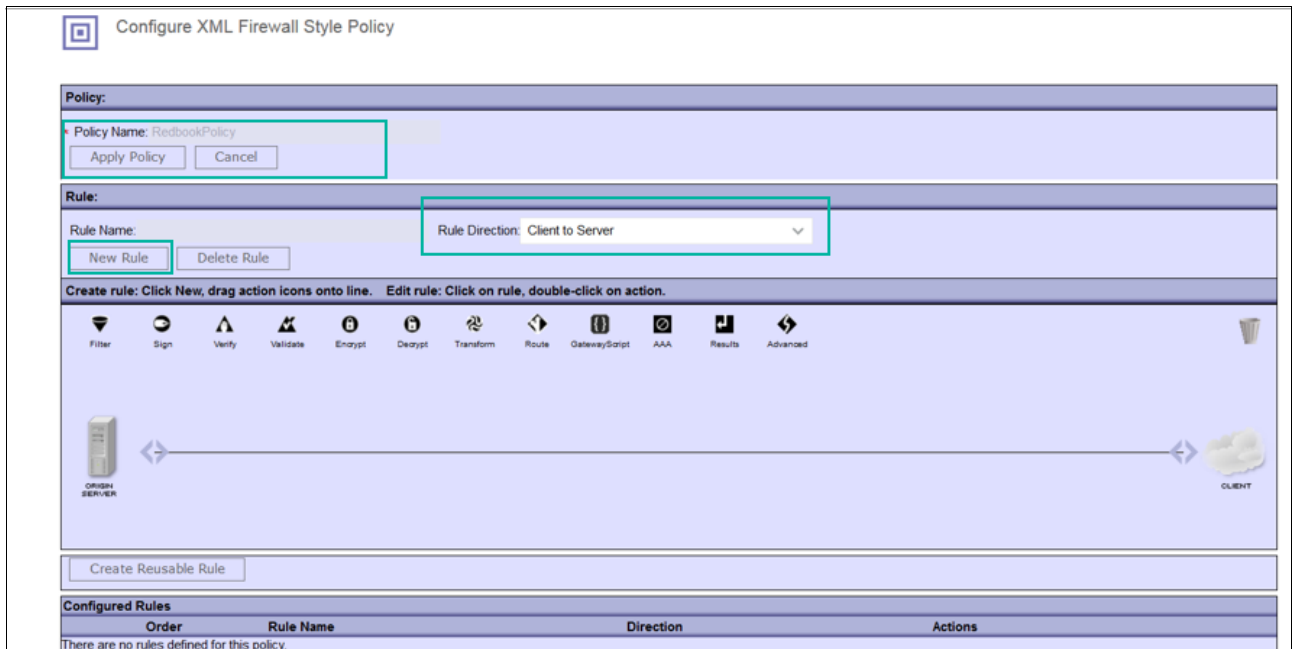 Configure XML Firewall Style Policy
Policy:
* Policy Name: RedbookPolicy
Apply Policy Cancel
Rule:
Rule Name: Rule Direction: Client to Server
New Rule Delete Rule
Create rule: Click New, drag action icons onto line. Edit rule: Click on rule, double-click on action.
Filter Sign Verify Validate Encrypt Decrypt Transform Route GatewayScript AAA Results Advanced
ORIGIN
SERVER
CLIENT
Create Reusable Rule
Configured Rules
Order Rule Name Direction Actions
There are no rules defined for this policy.